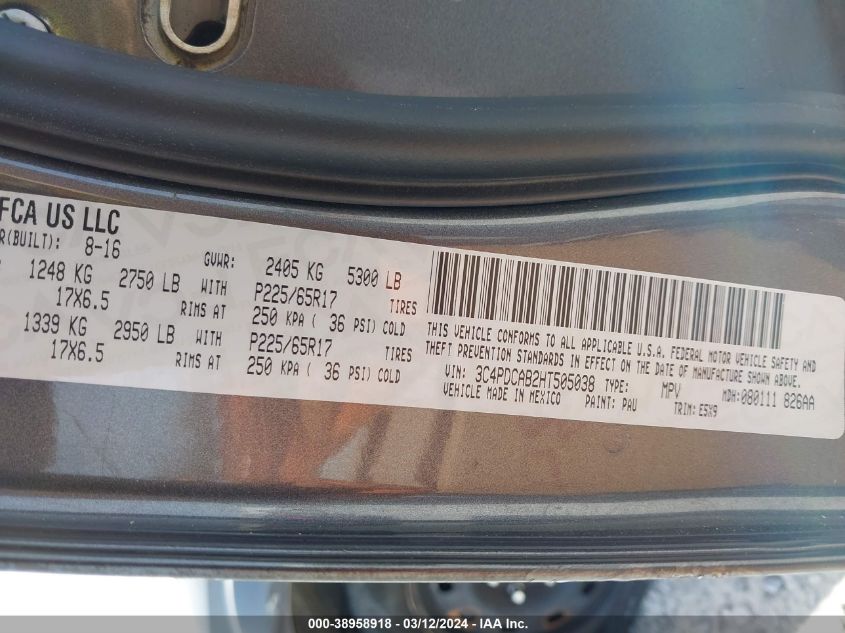 FCA US LLC
R(BUILT): 8-16 GVWR: 2405 KG 5300 LB
1248 KG 2750 LB WITH P225/65R17 TIRES
17X6.5 RIMS AT 250 KPA ( 36 PSI) COLD
1339 KG 2950 LB WITH P225/65R17 TIRES
17X6.5 RIMS AT 250 KPA ( 36 PSI) COLD
THIS VEHICLE CONFORMS TO ALL APPLICABLE U.S.A. FEDERAL MOTOR VEHICLE SAFETY AND
THEFT PREVENTION STANDARDS IN EFFECT ON THE DATE OF MANUFACTURE SHOWN ABOVE.
VIN: 3C4PDCAB2HT505038 TYPE: MPV MDH:080111 826AA
VEHICLE MADE IN MEXICO PAINT: PAU TRIM: E5X9
000-38958918 - 03/12/2024 - © IAA Inc.